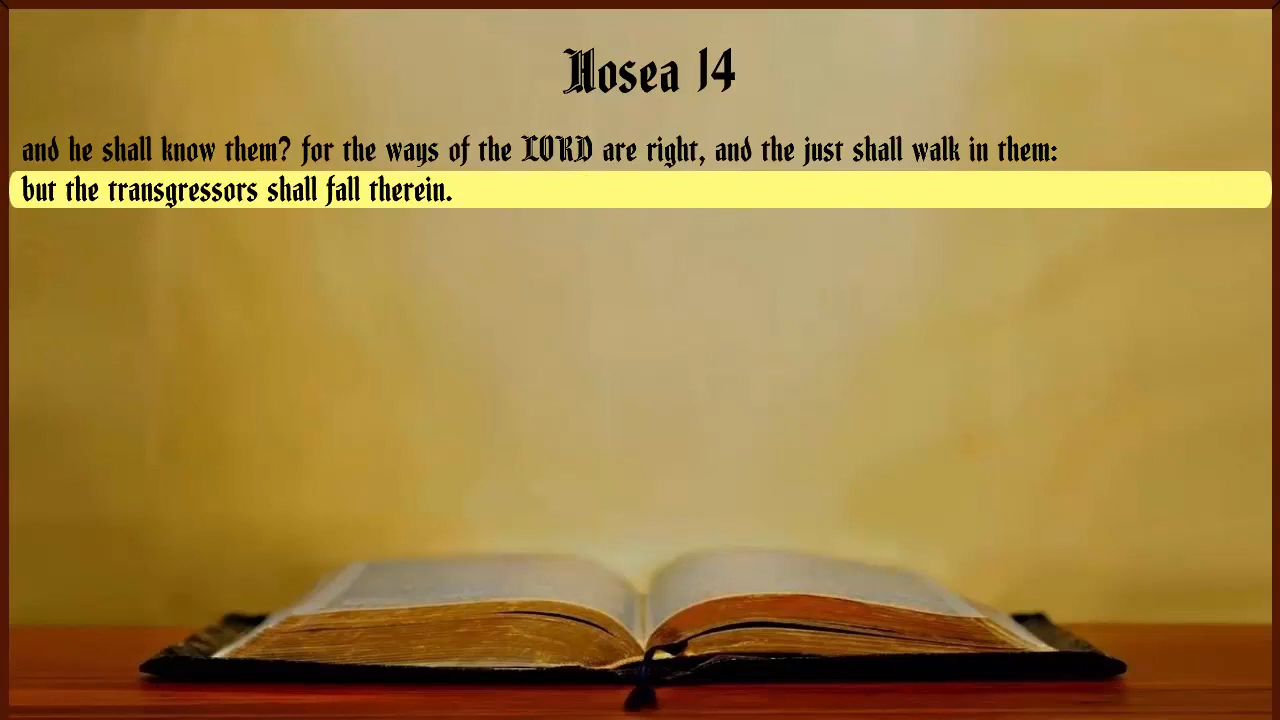 Hosea 14
and he shall know them? for the ways of the LORD are right, and the just shall walk in them:
but the transgressors shall fall therein.